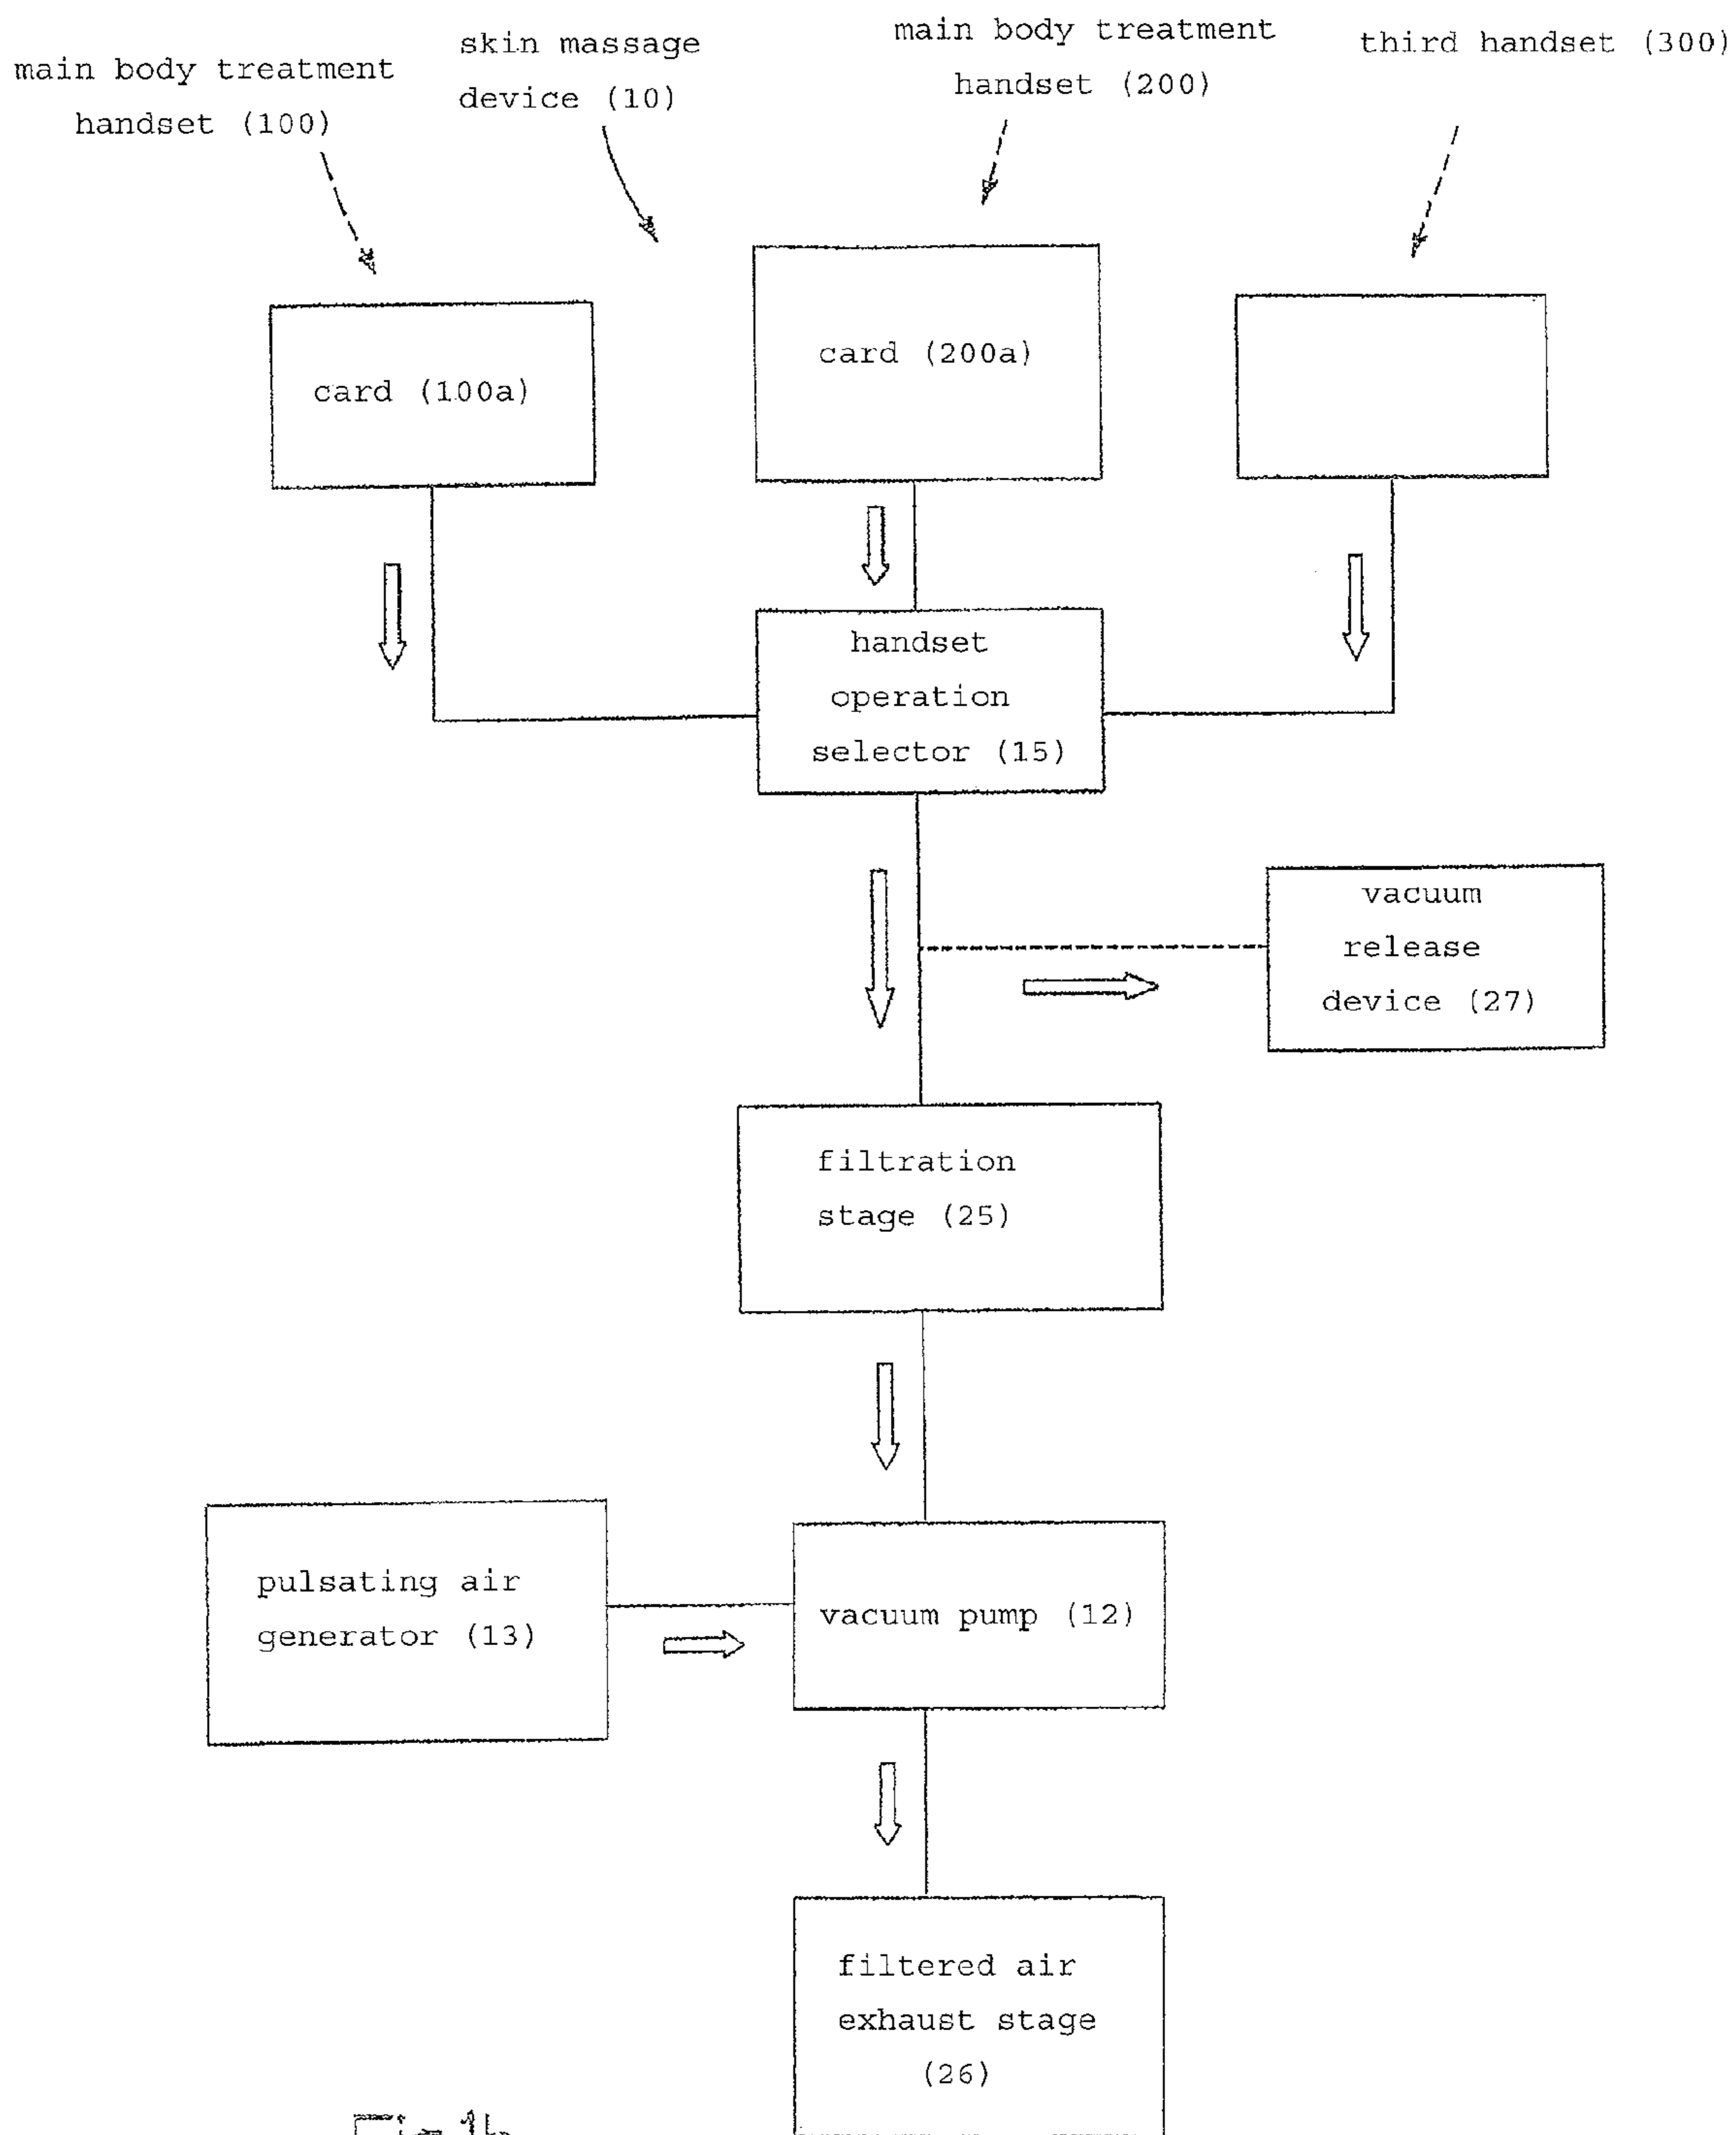 main body treatment
handset (100)
skin massage
device (10)
main body treatment
handset (200)
third handset (300)
card (100a)
card (200a)
handset
operation
selector (15)
vacuum
release
device (27)
filtration
stage (25)
pulsating air
generator (13)
vacuum pump (12)
filtered air
exhaust stage
(26)